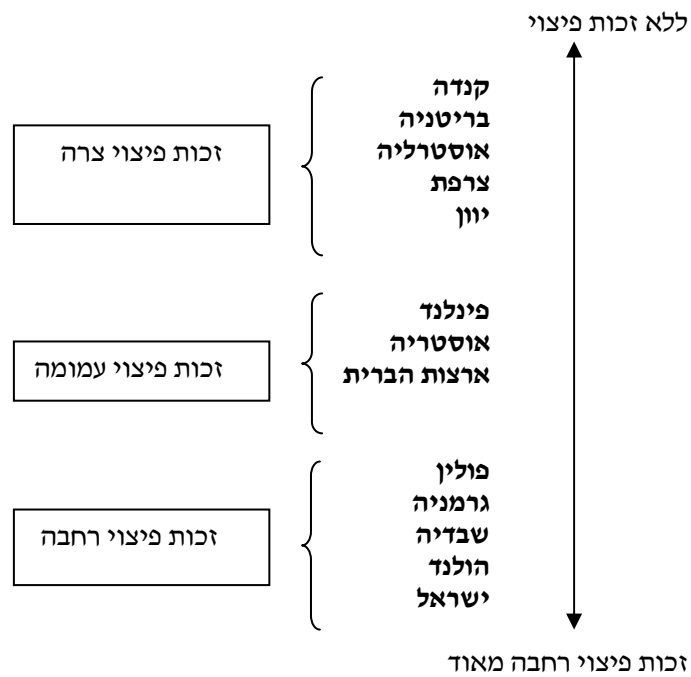 ללא זכות פיצוי
קנדה
בריטניה
אוסטרליה
צרפת
יוון
זכות פיצוי צרה
פינלנד
אוסטריה
ארצות הברית
זכות פיצוי עמומה
פולין
גרמניה
שבדיה
הולנד
ישראל
זכות פיצוי רחבה
זכות פיצוי רחבה מאוד